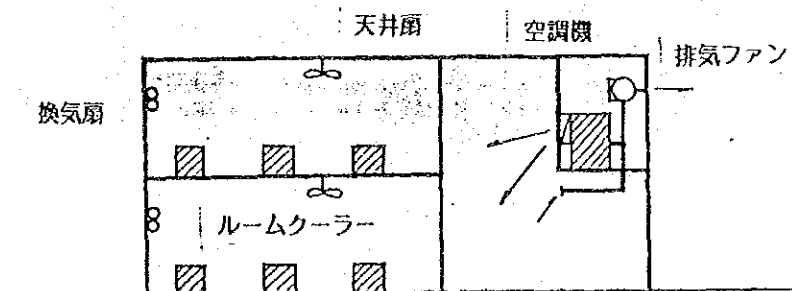 天井扇
空調機
排気ファン
換気扇
ルームクーラー